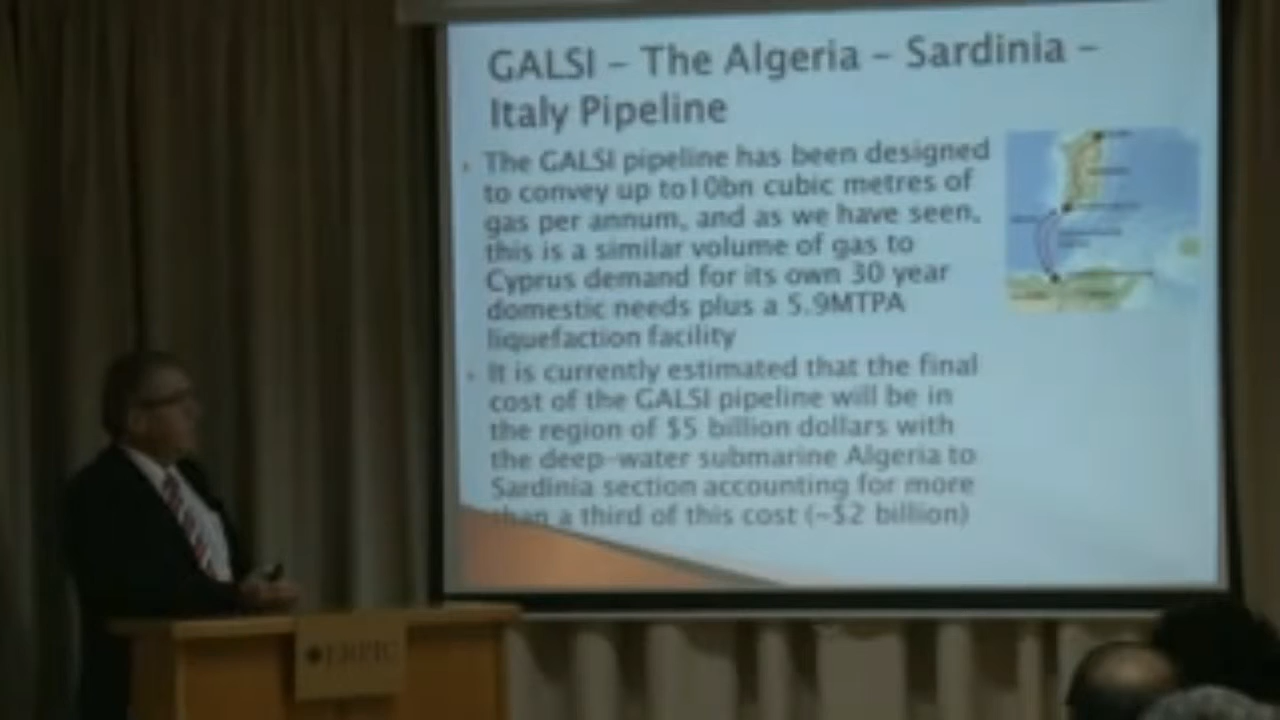 GALSI – The Algeria – Sardinia –
Italy Pipeline
The GALSI pipeline has been designed
to convey up to10bn cubic metres of
gas per annum, and as we have seen,
this is a similar volume of gas to
Cyprus demand for its own 30 year
domestic needs plus a 5.9MTPA
liquefaction facility
It is currently estimated that the final
cost of the GALSI pipeline will be in
the region of $5 billion dollars with
the deep-water submarine Algeria to
Sardinia section accounting for more
than a third of this cost (~$2 billion)
ERPIC